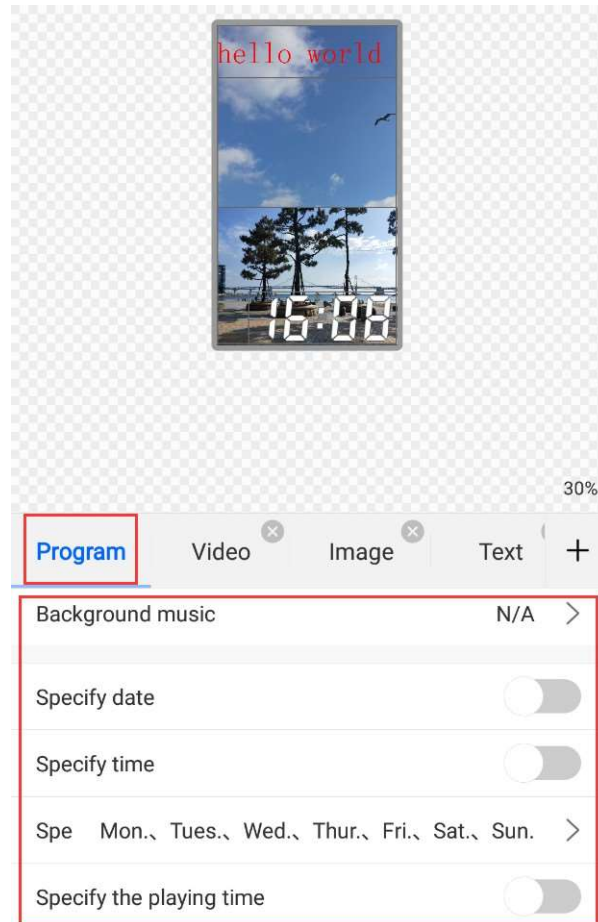 hello world
16:08
30%
Program Video Image Text +
Background music N/A
Specify date
Specify time
Spe Mon.、Tues.、Wed.、Thur.、Fri.、Sat.、Sun.
Specify the playing time